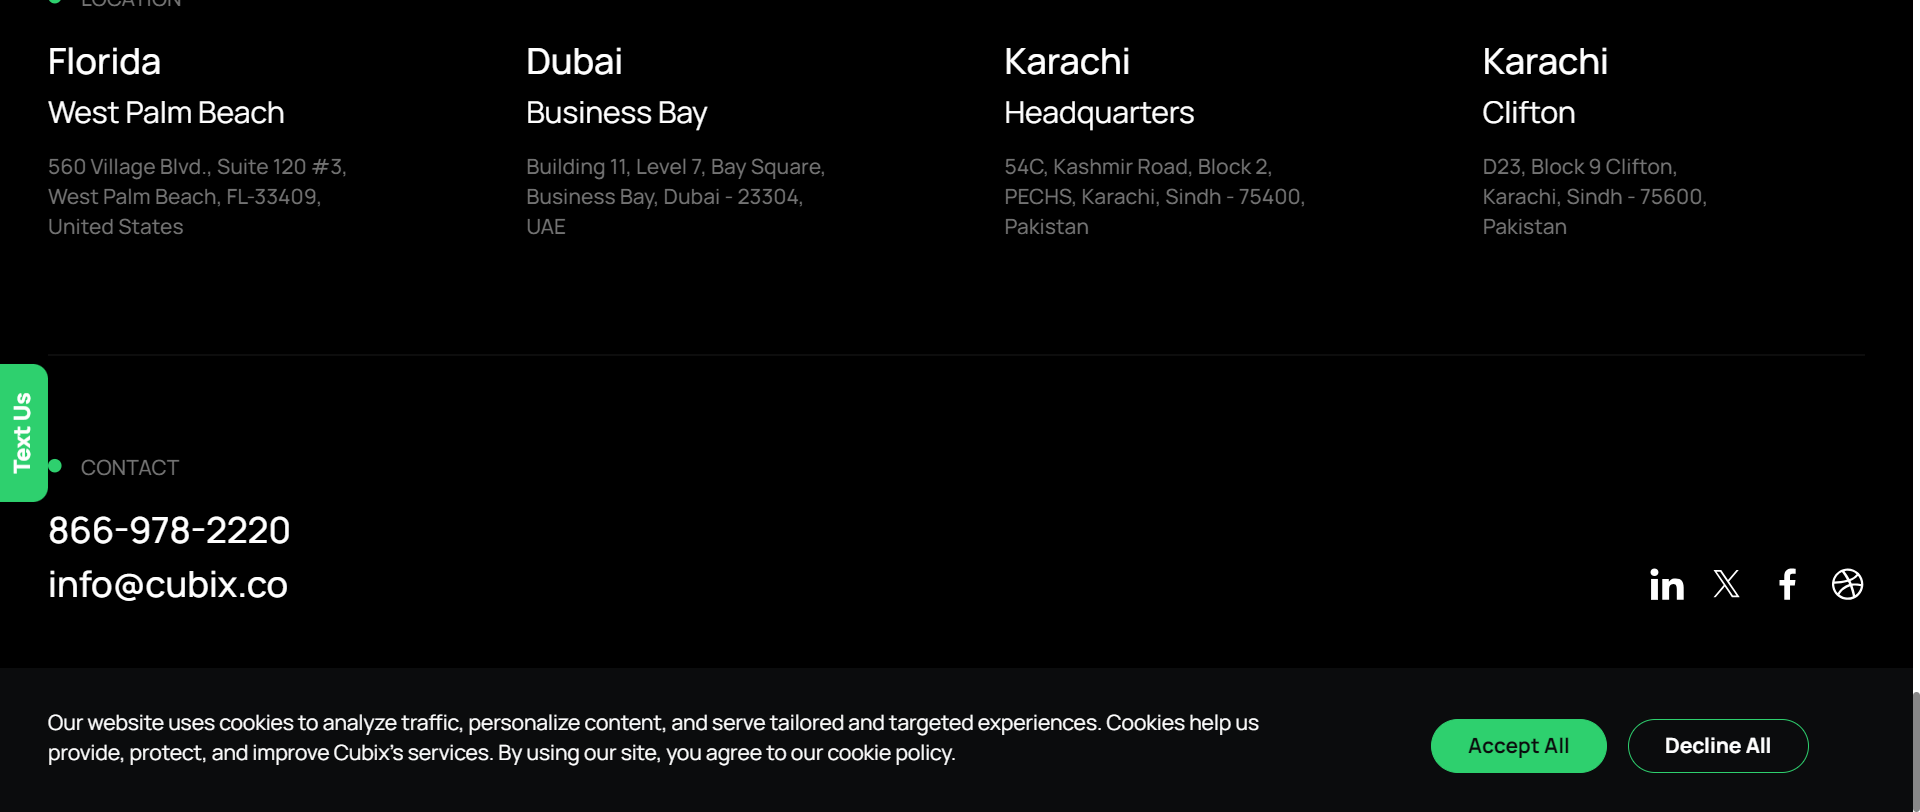 LOCATION
Florida
West Palm Beach
560 Village Blvd., Suite 120 #3,
West Palm Beach, FL-33409,
United States
Dubai
Business Bay
Building 11, Level 7, Bay Square,
Business Bay, Dubai - 23304,
UAE
Karachi
Headquarters
54C, Kashmir Road, Block 2,
PECHS, Karachi, Sindh - 75400,
Pakistan
Karachi
Clifton
D23, Block 9 Clifton,
Karachi, Sindh - 75600,
Pakistan
Text Us
CONTACT
866-978-2220
info@cubix.co
Our website uses cookies to analyze traffic, personalize content, and serve tailored and targeted experiences. Cookies help us
provide, protect, and improve Cubix's services. By using our site, you agree to our cookie policy.
Accept All
Decline All